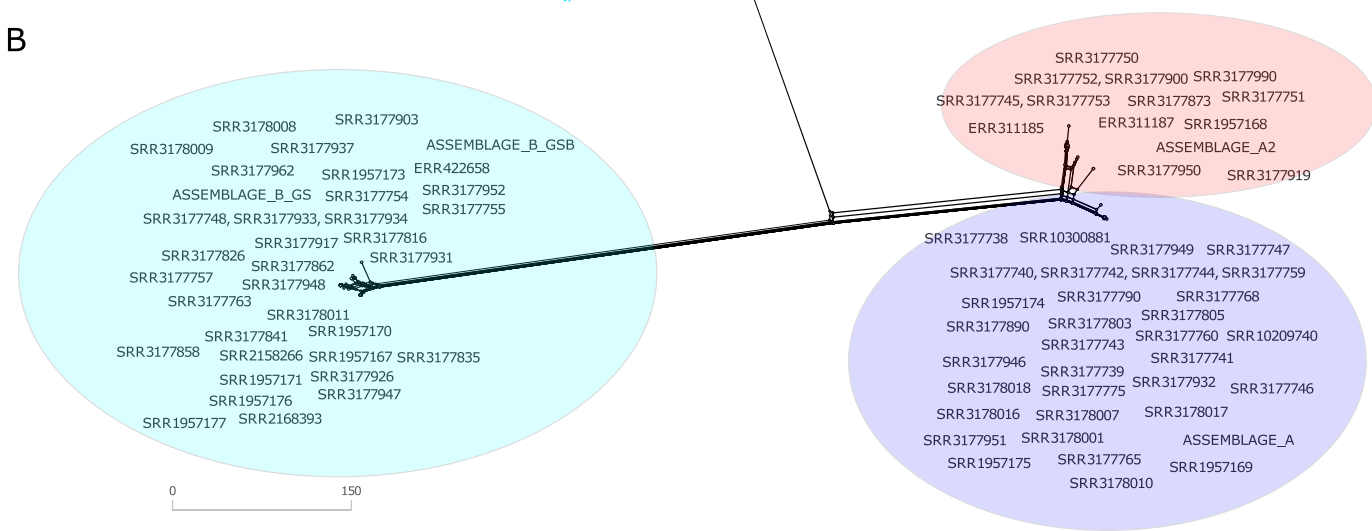 B
SRR3178008 SRR3177903
SRR3178009 SRR3177937 ASSEMBLAGE_B_GSB
SRR3177962 SRR1957173 ERR422658
ASSEMBLAGE_B_GS SRR3177754 SRR3177952
SRR3177748, SRR3177933, SRR3177934 SRR3177755
SRR3177917 SRR3177816
SRR3177826 SRR3177862 SRR3177931
SRR3177757 SRR3177948
SRR3177763
SRR3178011
SRR3177841 SRR1957170
SRR3177858 SRR2158266 SRR1957167 SRR3177835
SRR1957171 SRR3177926
SRR1957176 SRR3177947
SRR1957177 SRR2168393
0 150
SRR3177750
SRR3177752, SRR3177900 SRR3177990
SRR3177745, SRR3177753 SRR3177873 SRR3177751
ERR311185 ERR311187 SRR1957168
ASSEMBLAGE_A2
SRR3177950 SRR3177919
SRR3177738 SRR10300881
SRR3177949 SRR3177747
SRR3177740, SRR3177742, SRR3177744, SRR3177759
SRR1957174 SRR3177790 SRR3177768
SRR3177890 SRR3177803 SRR3177805
SRR3177743 SRR3177760 SRR10209740
SRR3177946 SRR3177739 SRR3177741
SRR3178018 SRR3177775 SRR3177932 SRR3177746
SRR3178016 SRR3178007 SRR3178017
SRR3177951 SRR3178001 ASSEMBLAGE_A
SRR1957175 SRR3177765 SRR1957169
SRR3178010